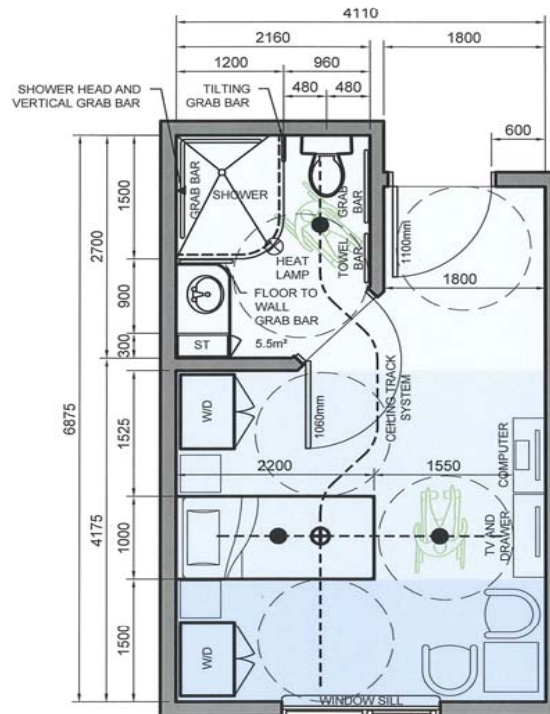 4110
2160
1800
1200
960
480
480
600
SHOWER HEAD AND
VERTICAL GRAB BAR
TILTING
GRAB BAR
6875
2700
1500
900
300
GRAB BAR
SHOWER
GRAB
BAR
TOWEL
BAR
HEAT
LAMP
FLOOR TO
WALL
GRAB BAR
ST
5.5m²
1100mm
1800
4175
1525
1000
1500
W/D
1060mm
CEILING TRACK
SYSTEM
2200
1550
COMPUTER
TV AND
DRAWER
W/D
WINDOW SILL